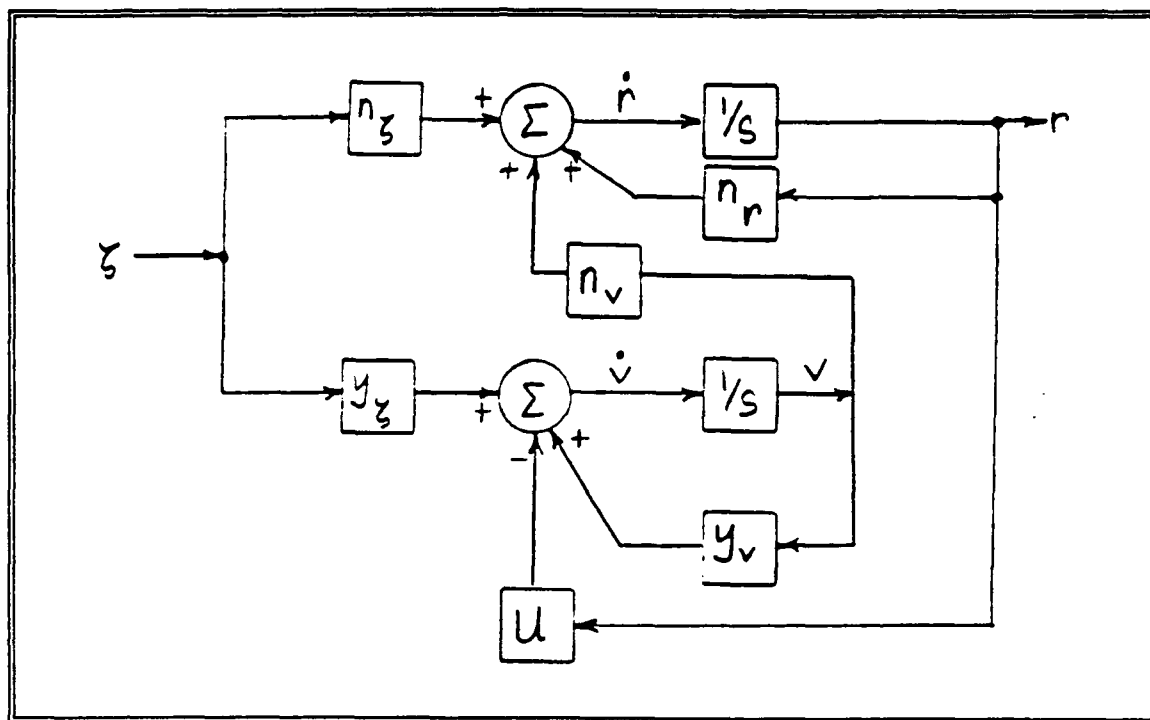 n_ζ
+
Σ
ṙ
1/s
r
+
+
n_r
ζ
n_v
y_ζ
+
Σ
v̇
1/s
v
-
+
y_v
U